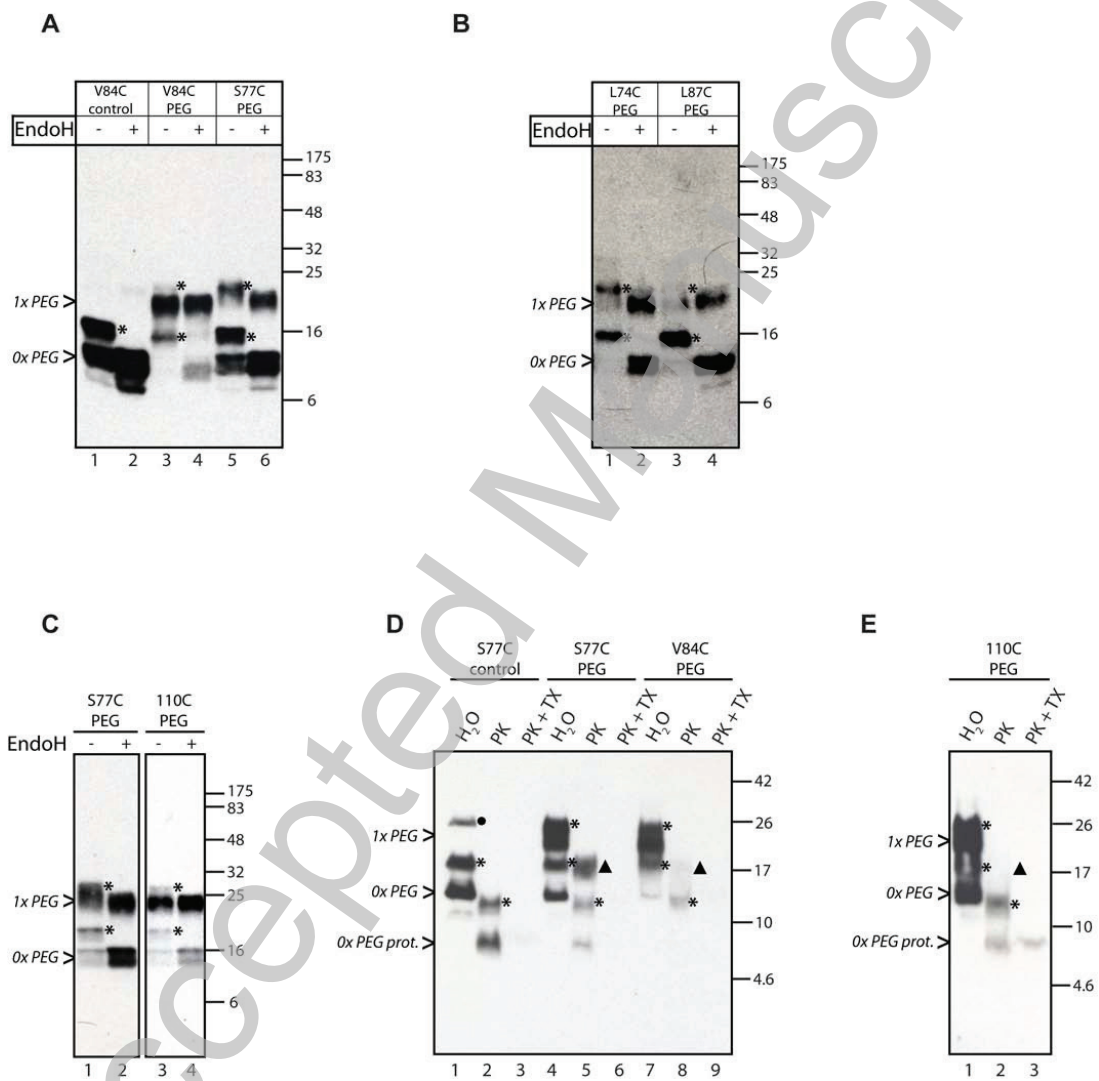 A
V84C V84C S77C
control PEG PEG
EndoH - + - + - +
175
83
48
32
25
1x PEG >
* * *
16
* * *
0x PEG >
6
1 2 3 4 5 6
B
L74C L87C
PEG PEG
EndoH - + - +
175
83
48
32
25
* *
1x PEG >
16
* *
0x PEG >
6
1 2 3 4
C
S77C 110C
PEG PEG
EndoH - + - +
175
83
48
32
25
* *
1x PEG >
* *
16
0x PEG >
6
1 2 3 4
D
S77C S77C V84C
control PEG PEG
H2O PK PK + TX H2O PK PK + TX H2O PK PK + TX
42
26
● * *
1x PEG >
17
* * ▲ * ▲
0x PEG >
* * *
10
0x PEG prot. >
4.6
1 2 3 4 5 6 7 8 9
E
110C
PEG
H2O PK PK + TX
42
26
*
1x PEG >
17
* ▲
0x PEG >
*
10
0x PEG prot. >
4.6
1 2 3
ccepted Manuscri